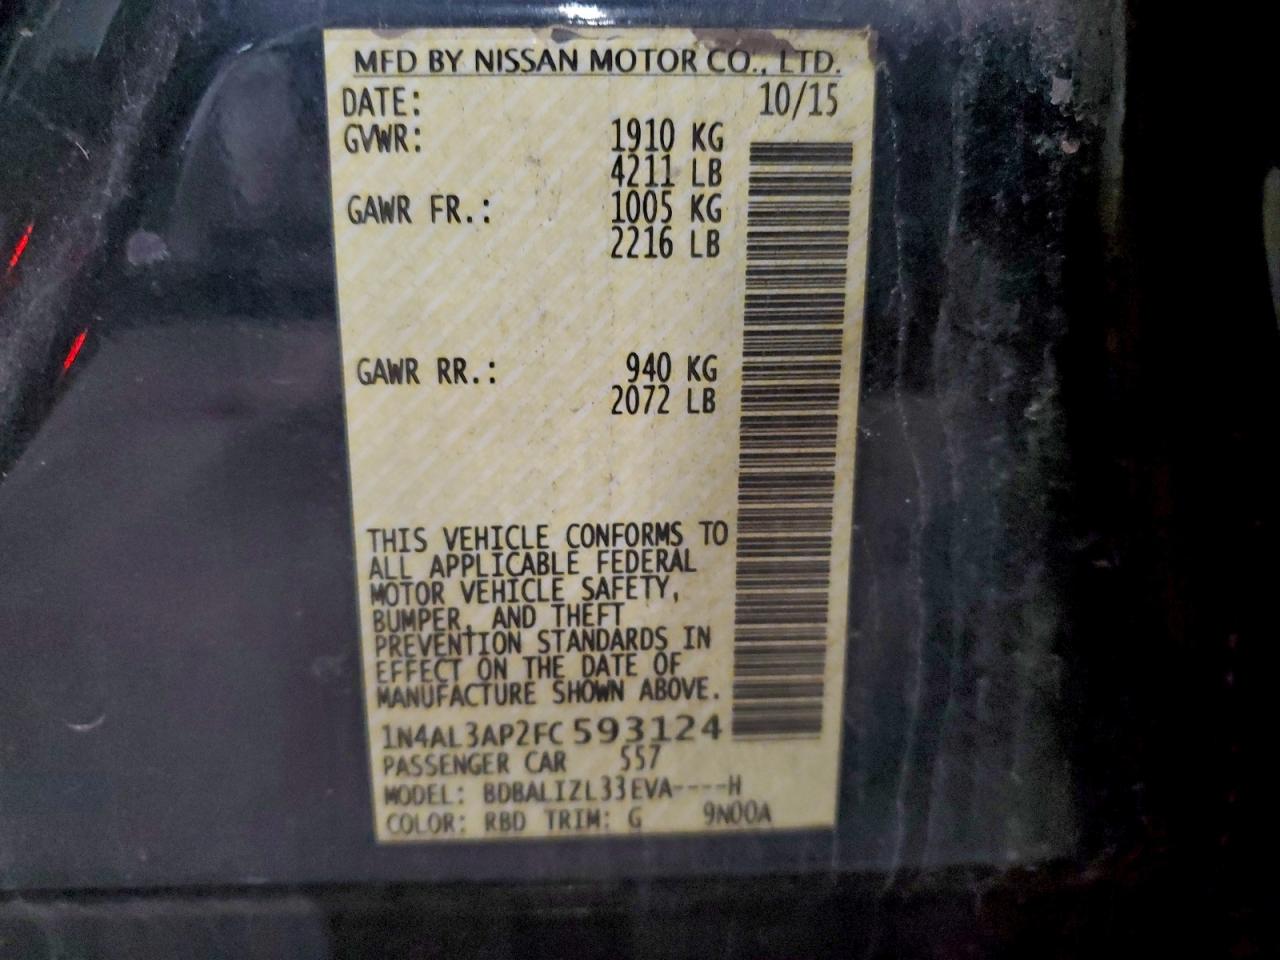 MFD BY NISSAN MOTOR CO., LTD.
DATE: 10/15
GVWR: 1910 KG
4211 LB
GAWR FR.: 1005 KG
2216 LB
GAWR RR.: 940 KG
2072 LB
THIS VEHICLE CONFORMS TO
ALL APPLICABLE FEDERAL
MOTOR VEHICLE SAFETY,
BUMPER, AND THEFT
PREVENTION STANDARDS IN
EFFECT ON THE DATE OF
MANUFACTURE SHOWN ABOVE.
1N4AL3AP2FC593124
PASSENGER CAR 557
MODEL: BDBALIZL33EVA----H
COLOR: RBD TRIM: G 9N00A